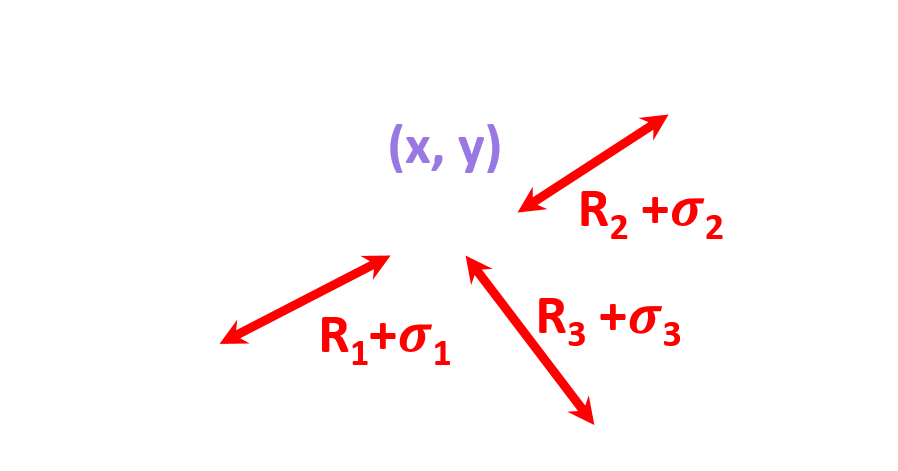 (x, y)
R₂ +σ₂
R₃ +σ₃
R₁+σ₁